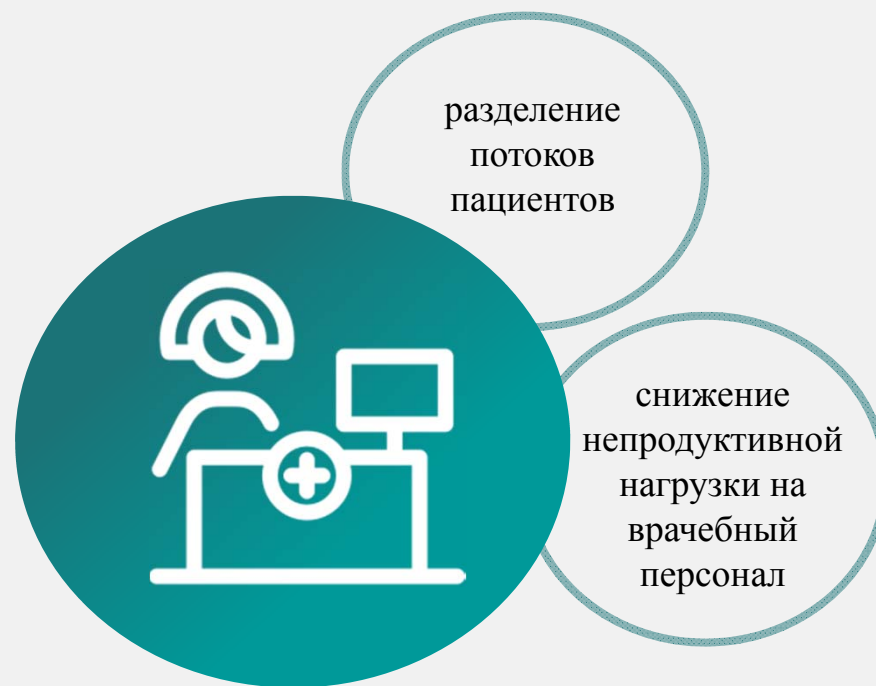 разделение
потоков
пациентов
снижение
непродуктивной
нагрузки на
врачебный
персонал